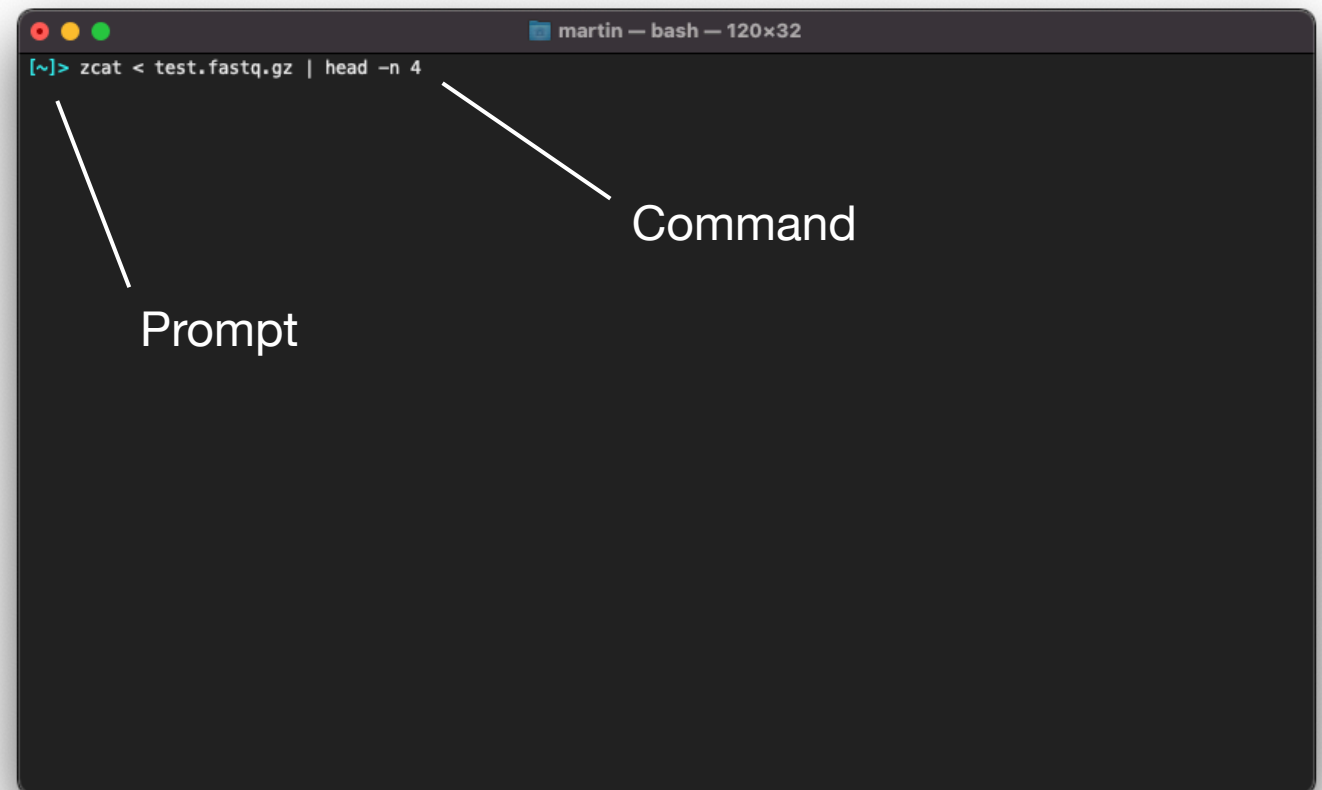 martin — bash — 120×32
[~]> zcat < test.fastq.gz | head -n 4
Command
Prompt